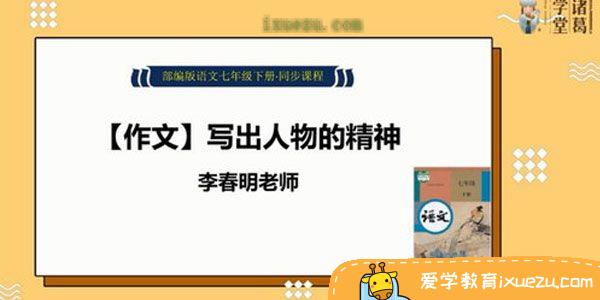 ixuezu.com
诸葛
学堂
部编版语文七年级下册·同步课程
【作文】写出人物的精神
李春明老师
七年级
下册
语文
爱学教育ixuezu.com